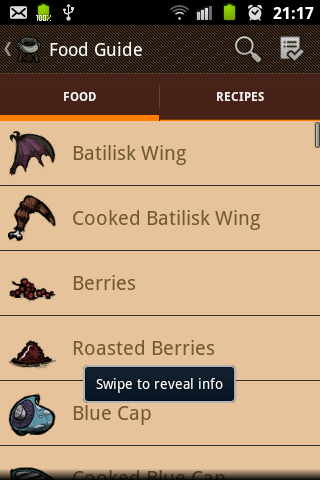 100%
21:17
Food Guide
FOOD
RECIPES
Batilisk Wing
Cooked Batilisk Wing
Berries
Roasted Berries
Swipe to reveal info
Blue Cap
Cooked Blue Cap